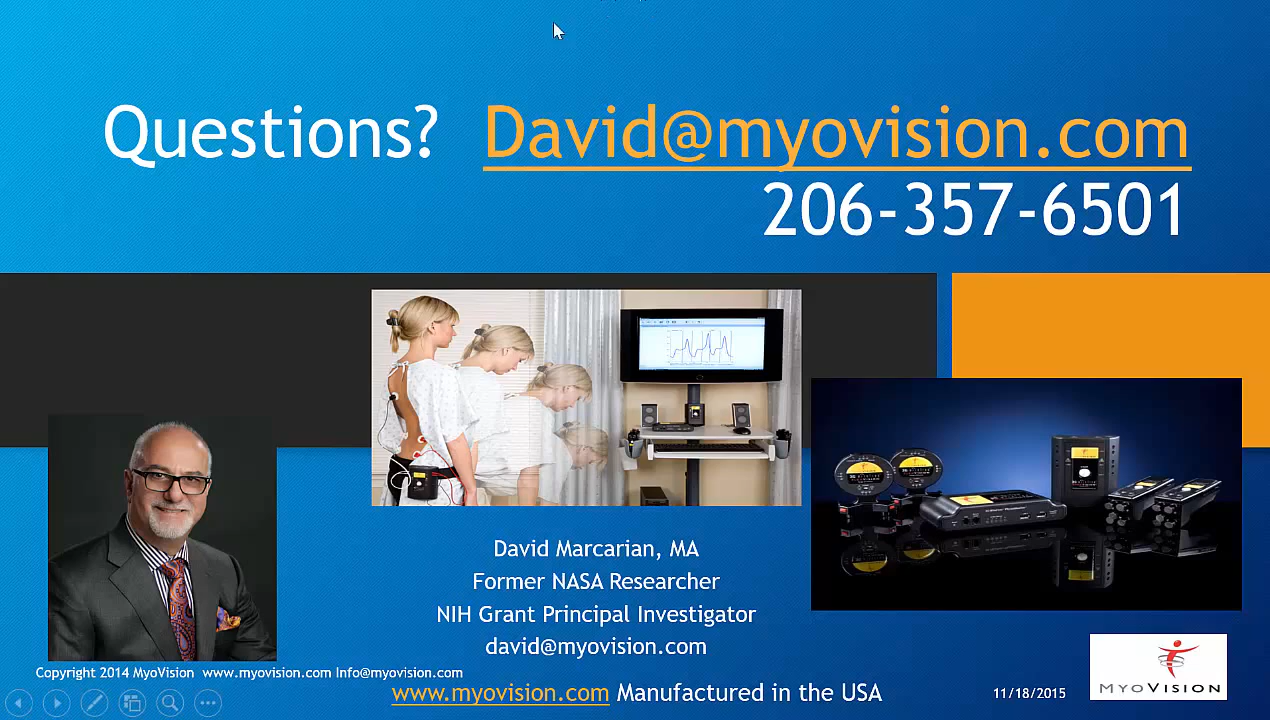 Questions? David@myovision.com
206-357-6501
David Marcarian, MA
Former NASA Researcher
NIH Grant Principal Investigator
david@myovision.com
Copyright 2014 MyoVision www.myovision.com Info@myovision.com
www.myovision.com Manufactured in the USA
11/18/2015
MYOVISION